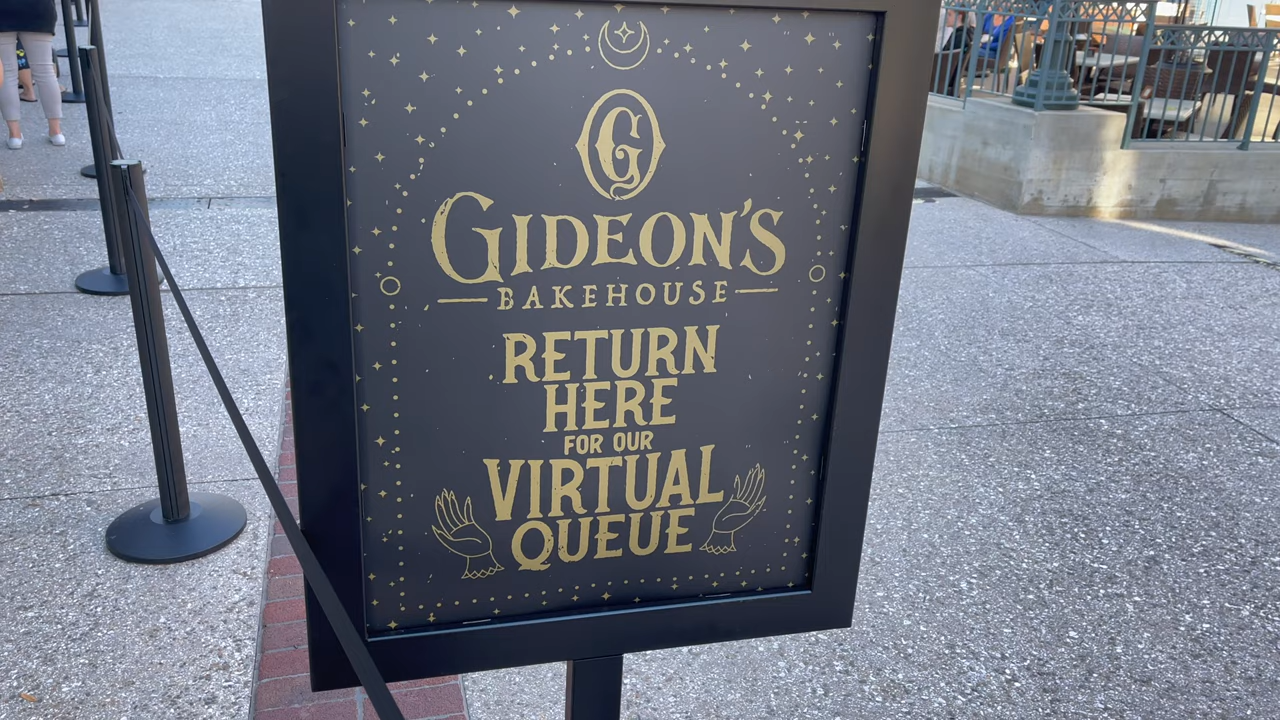 G
GIDEON'S
BAKEHOUSE
RETURN
HERE
FOR OUR
VIRTUAL
QUEUE